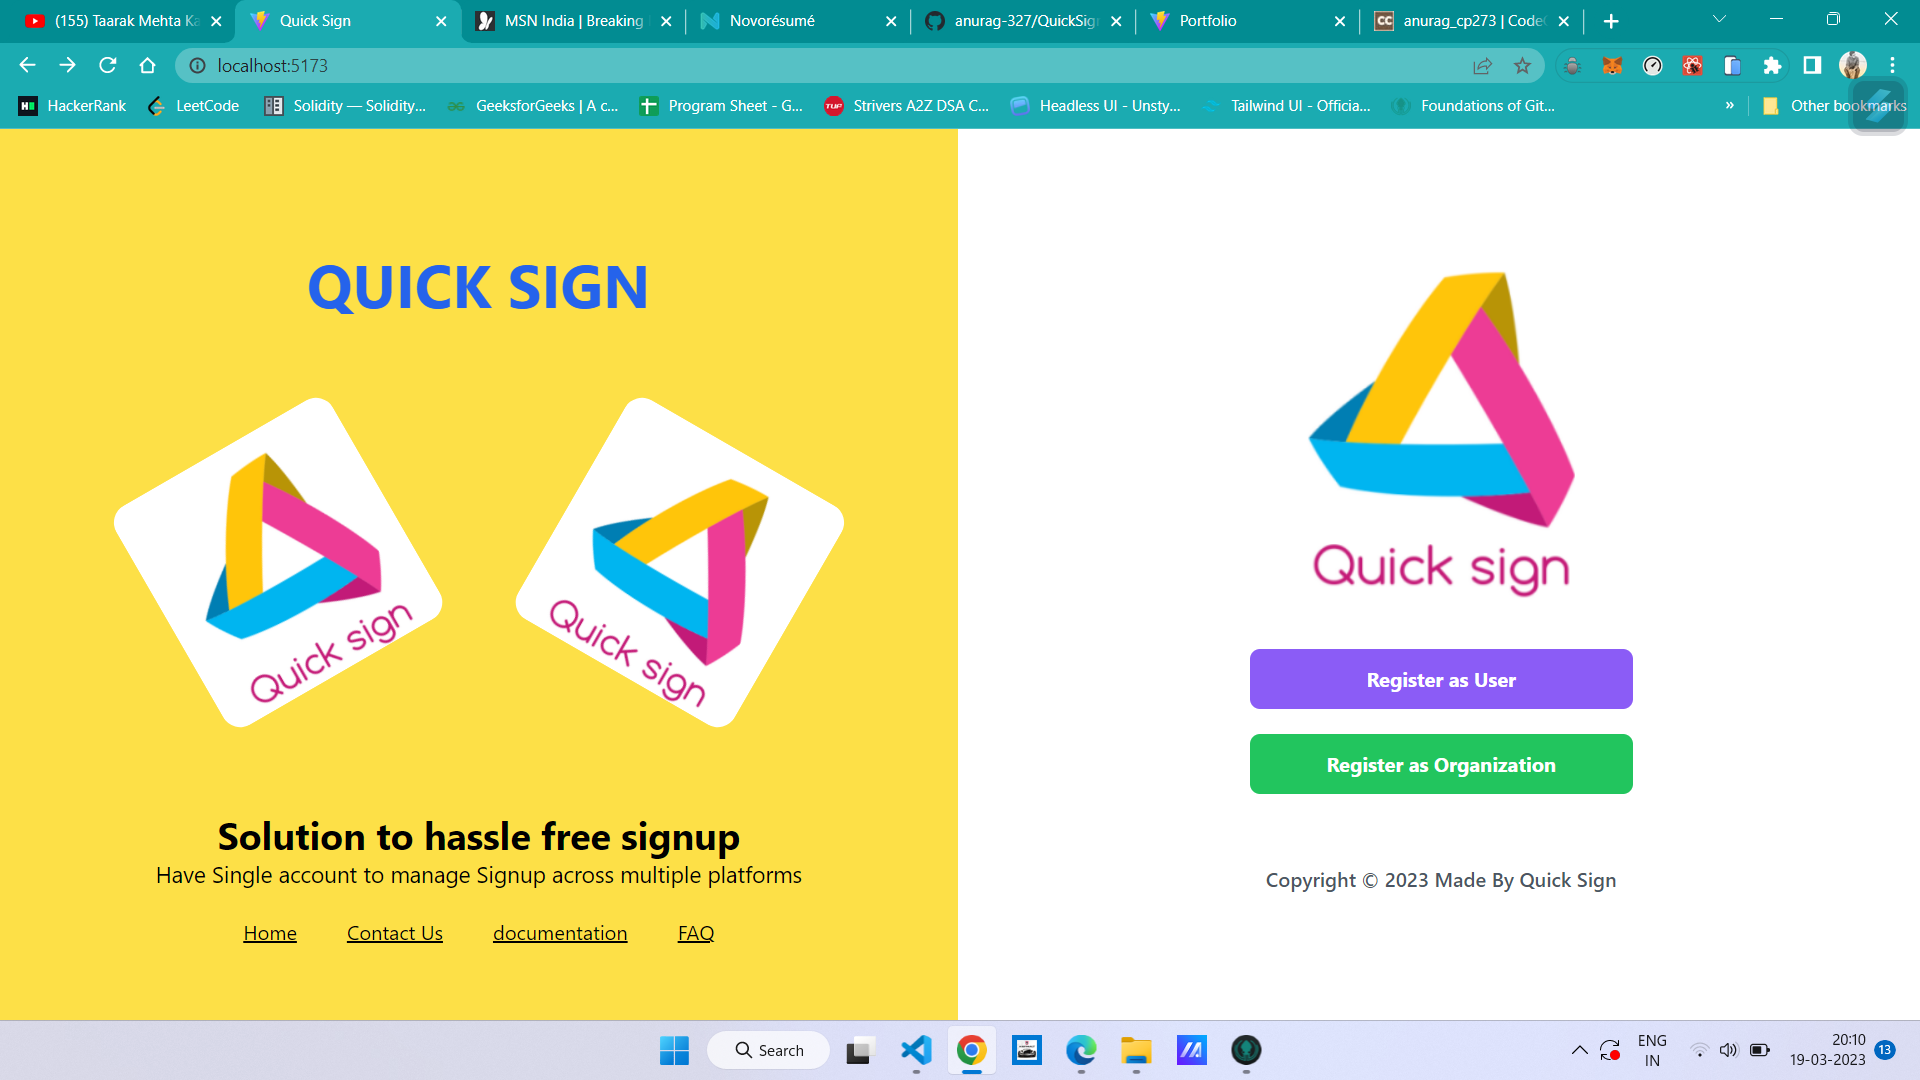 (155) Taarak Mehta Ka
Quick Sign
MSN India | Breaking
Novorésumé
anurag-327/QuickSign
Portfolio
anurag_cp273 | CodeC
localhost:5173
HackerRank
LeetCode
Solidity — Solidity...
GeeksforGeeks | A c...
Program Sheet - G...
Strivers A2Z DSA C...
Headless UI - Unsty...
Tailwind UI - Officia...
Foundations of Git...
»
Other bookmarks
QUICK SIGN
Quick sign
Quick sign
Solution to hassle free signup
Have Single account to manage Signup across multiple platforms
Home Contact Us documentation FAQ
Quick sign
Register as User
Register as Organization
Copyright © 2023 Made By Quick Sign
Search
ENG
IN
20:10
19-03-2023
13